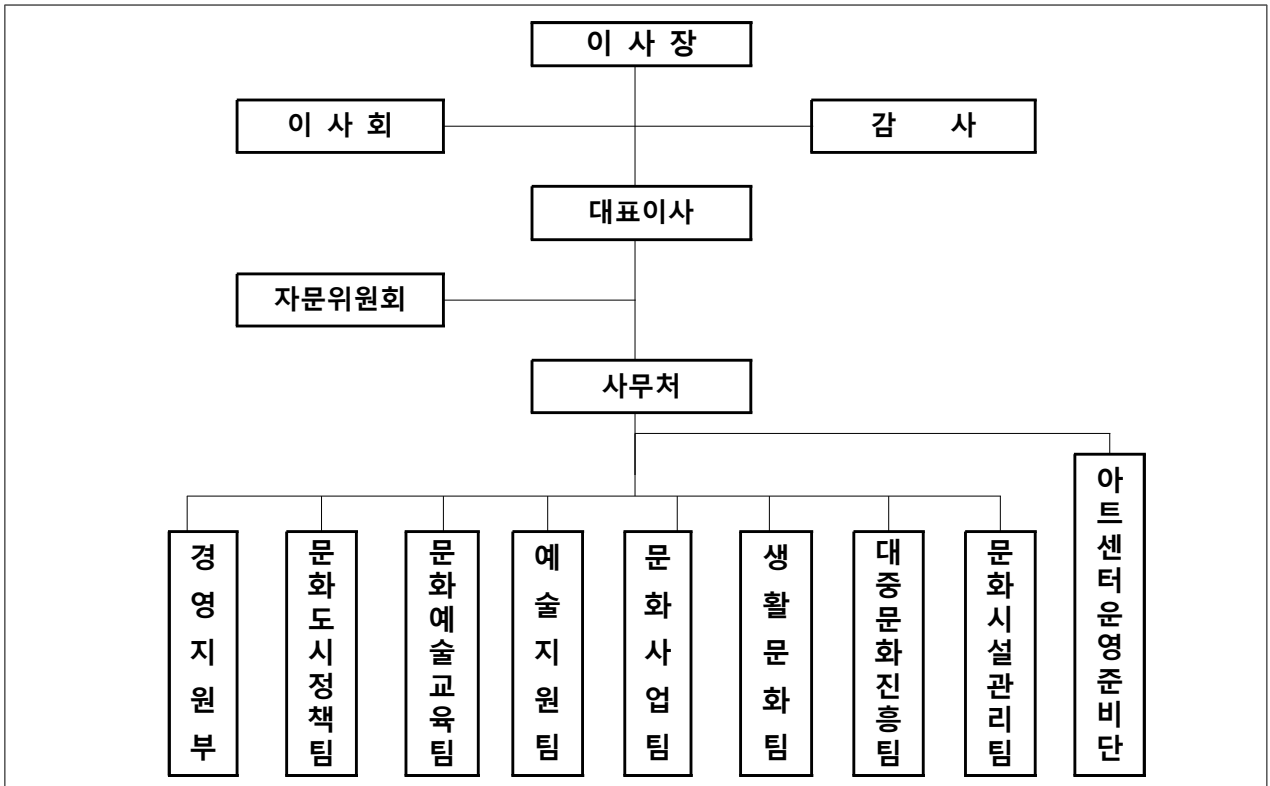 이 사 장
이 사 회
감 사
대표이사
자문위원회
사무처
경영지원부
문화도시정책팀
문화예술교육팀
예술지원팀
문화사업팀
생활문화팀
대중문화진흥팀
문화시설관리팀
아트센터운영준비단